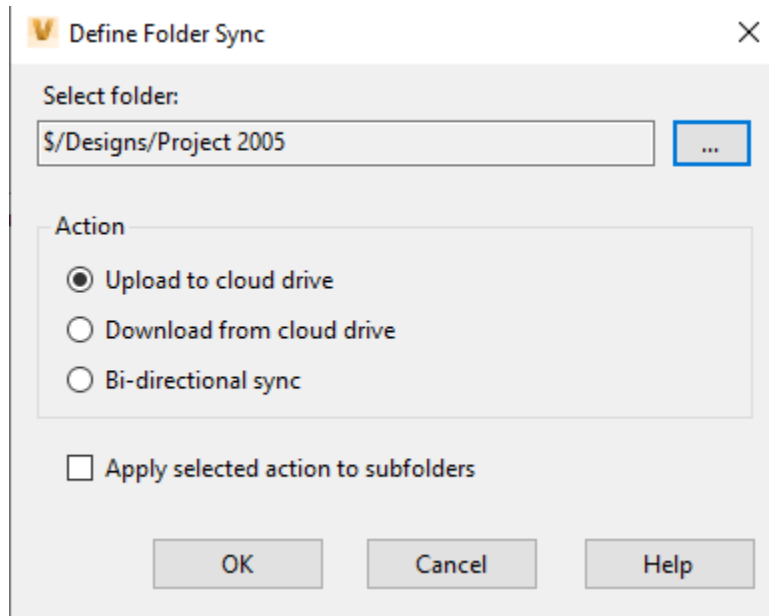 Define Folder Sync
Select folder:
$/Designs/Project 2005
...
Action
Upload to cloud drive
Download from cloud drive
Bi-directional sync
Apply selected action to subfolders
OK Cancel Help